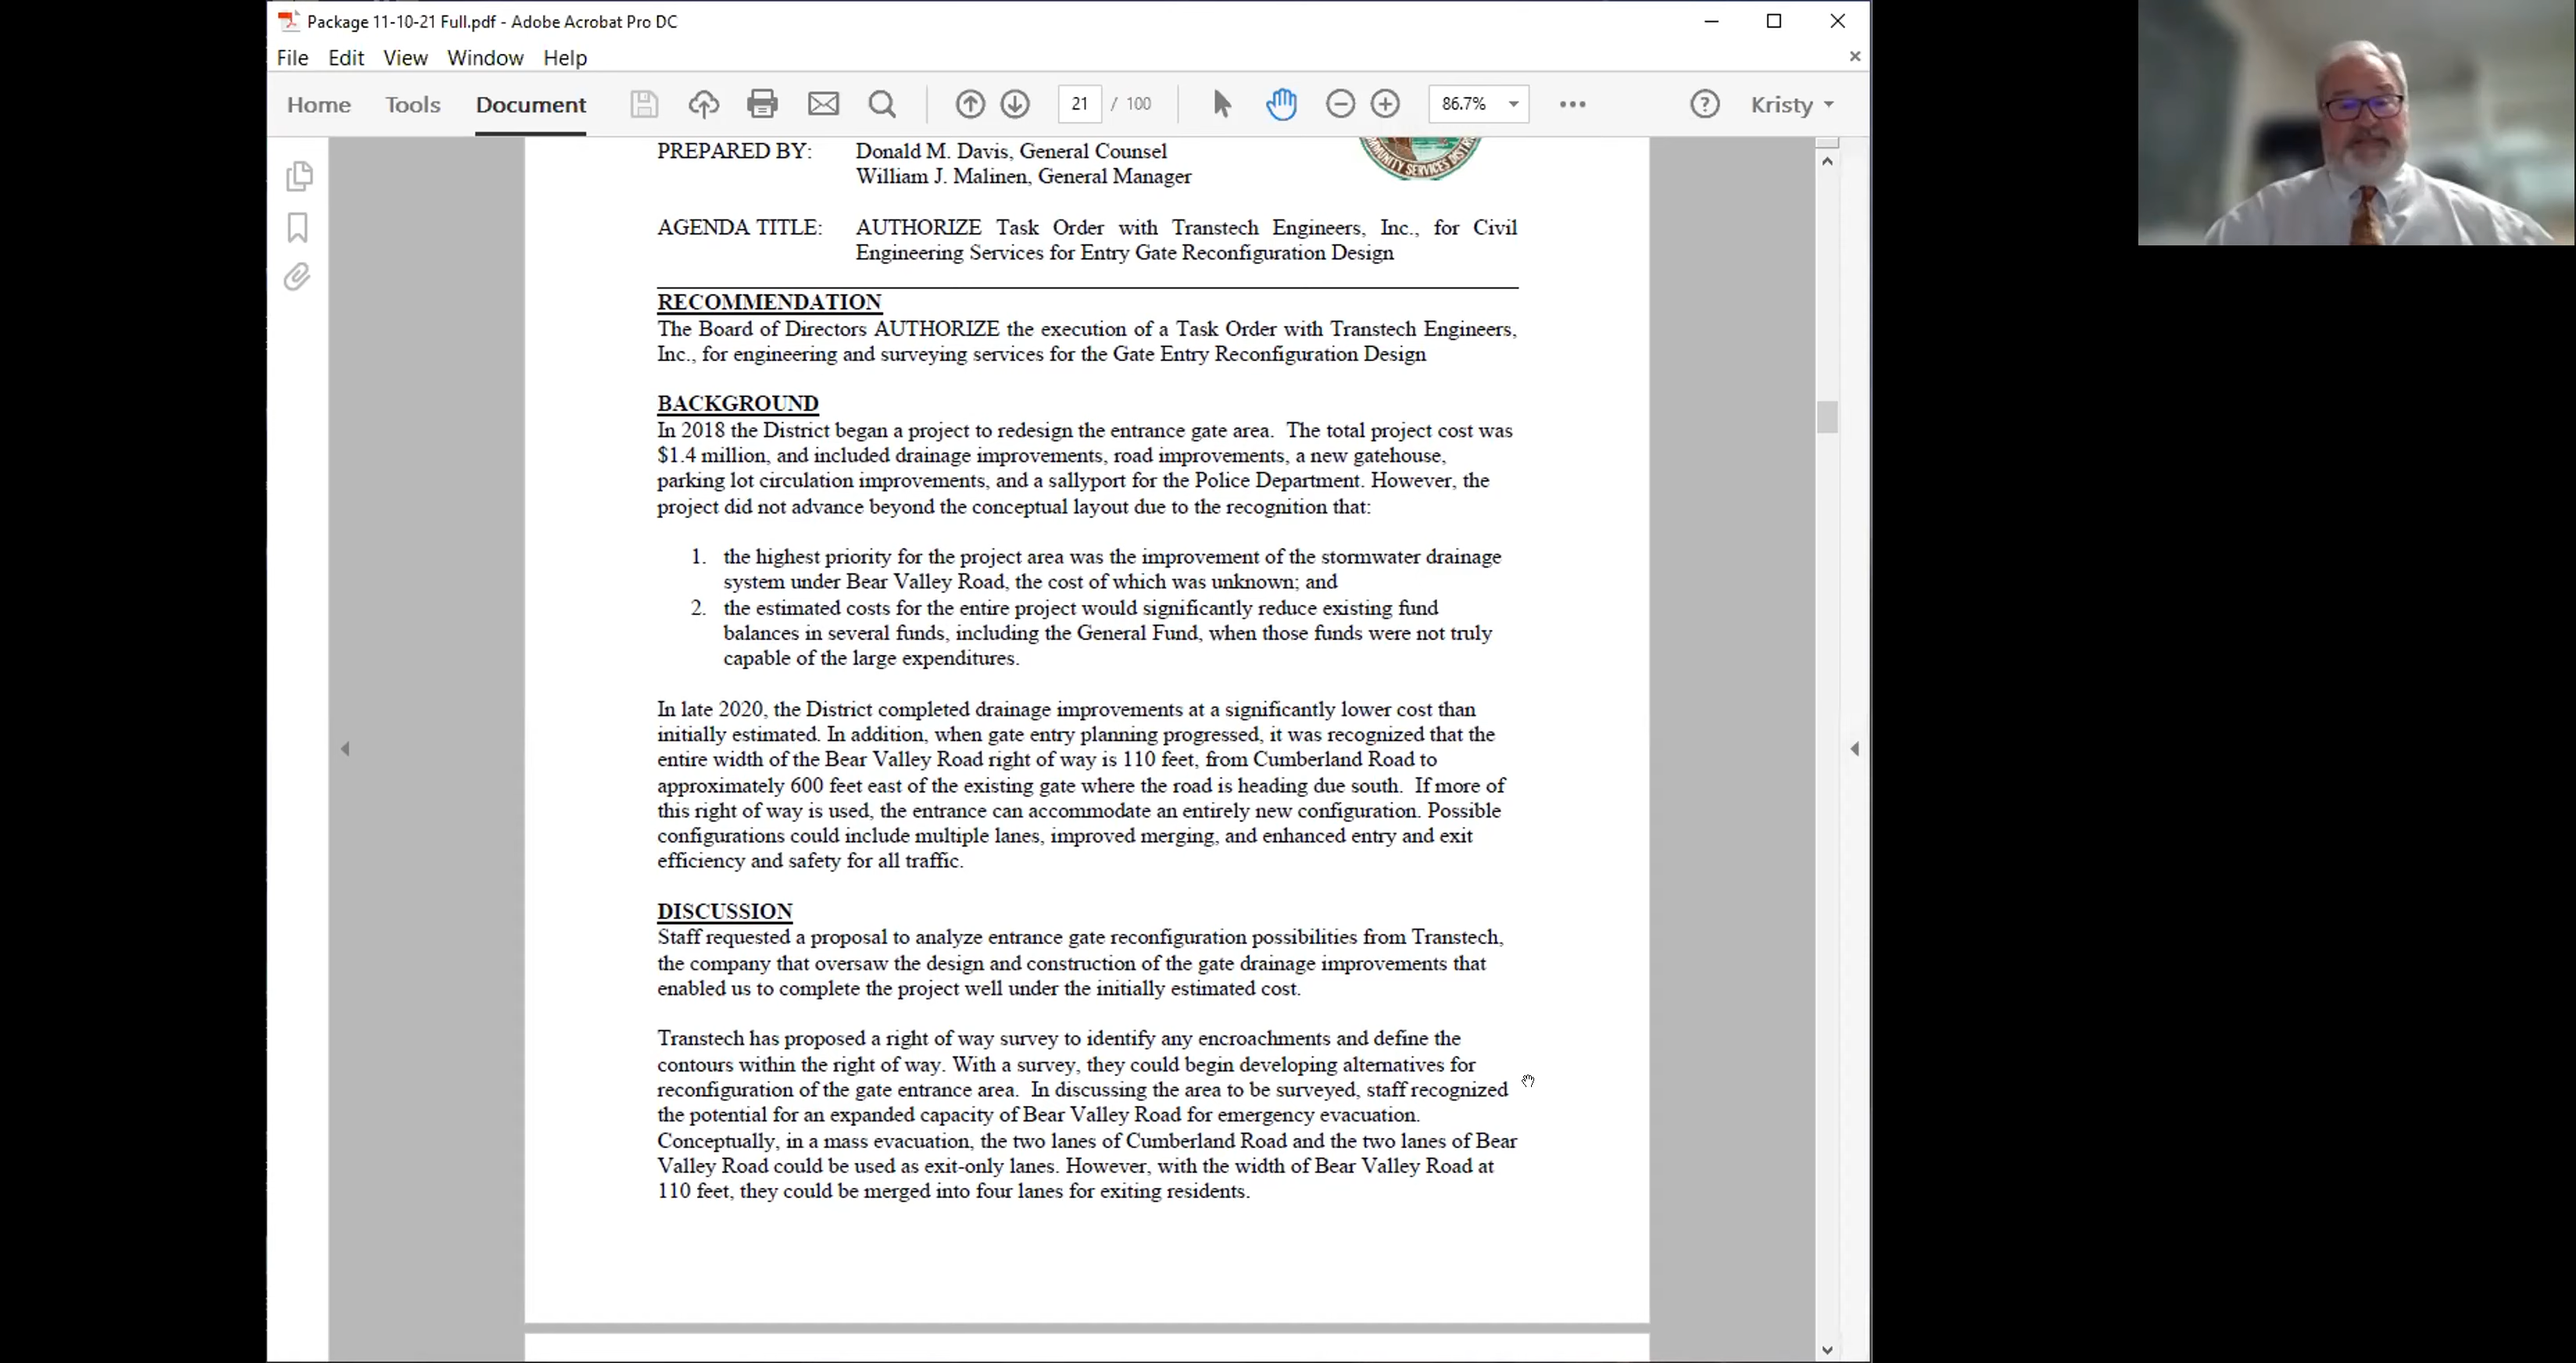 Package 11-10-21 Full.pdf - Adobe Acrobat Pro DC
File Edit View Window Help
Home Tools Document 21 / 100 86.7% Kristy
PREPARED BY: Donald M. Davis, General Counsel
William J. Malinen, General Manager
COMMUNITY SERVICES DISTRICT
AGENDA TITLE: AUTHORIZE Task Order with Transtech Engineers, Inc., for Civil
Engineering Services for Entry Gate Reconfiguration Design
RECOMMENDATION
The Board of Directors AUTHORIZE the execution of a Task Order with Transtech Engineers,
Inc., for engineering and surveying services for the Gate Entry Reconfiguration Design
BACKGROUND
In 2018 the District began a project to redesign the entrance gate area. The total project cost was
$1.4 million, and included drainage improvements, road improvements, a new gatehouse,
parking lot circulation improvements, and a sallyport for the Police Department. However, the
project did not advance beyond the conceptual layout due to the recognition that:
1. the highest priority for the project area was the improvement of the stormwater drainage
system under Bear Valley Road, the cost of which was unknown; and
2. the estimated costs for the entire project would significantly reduce existing fund
balances in several funds, including the General Fund, when those funds were not truly
capable of the large expenditures.
In late 2020, the District completed drainage improvements at a significantly lower cost than
initially estimated. In addition, when gate entry planning progressed, it was recognized that the
entire width of the Bear Valley Road right of way is 110 feet, from Cumberland Road to
approximately 600 feet east of the existing gate where the road is heading due south. If more of
this right of way is used, the entrance can accommodate an entirely new configuration. Possible
configurations could include multiple lanes, improved merging, and enhanced entry and exit
efficiency and safety for all traffic.
DISCUSSION
Staff requested a proposal to analyze entrance gate reconfiguration possibilities from Transtech,
the company that oversaw the design and construction of the gate drainage improvements that
enabled us to complete the project well under the initially estimated cost.
Transtech has proposed a right of way survey to identify any encroachments and define the
contours within the right of way. With a survey, they could begin developing alternatives for
reconfiguration of the gate entrance area. In discussing the area to be surveyed, staff recognized
the potential for an expanded capacity of Bear Valley Road for emergency evacuation.
Conceptually, in a mass evacuation, the two lanes of Cumberland Road and the two lanes of Bear
Valley Road could be used as exit-only lanes. However, with the width of Bear Valley Road at
110 feet, they could be merged into four lanes for exiting residents.